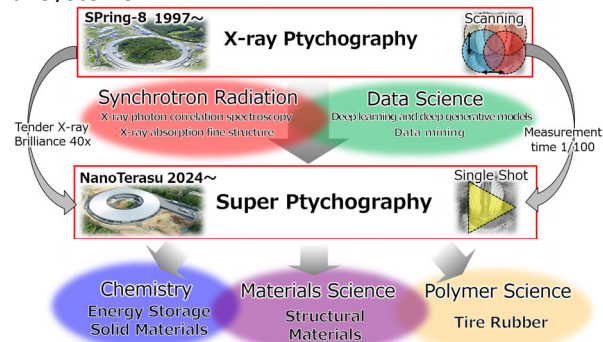 SPring-8 1997～
X-ray Ptychography
Scanning
Synchrotron Radiation
X-ray photon correlation spectroscopy
X-ray absorption fine structure
Data Science
Deep learning and deep generative models
Data mining
Tender X-ray
Brilliance 40x
Measurement
time 1/100
NanoTerasu 2024～
Super Ptychography
Single Shot
Chemistry
Energy Storage
Solid Materials
Materials Science
Structural
Materials
Polymer Science
Tire Rubber